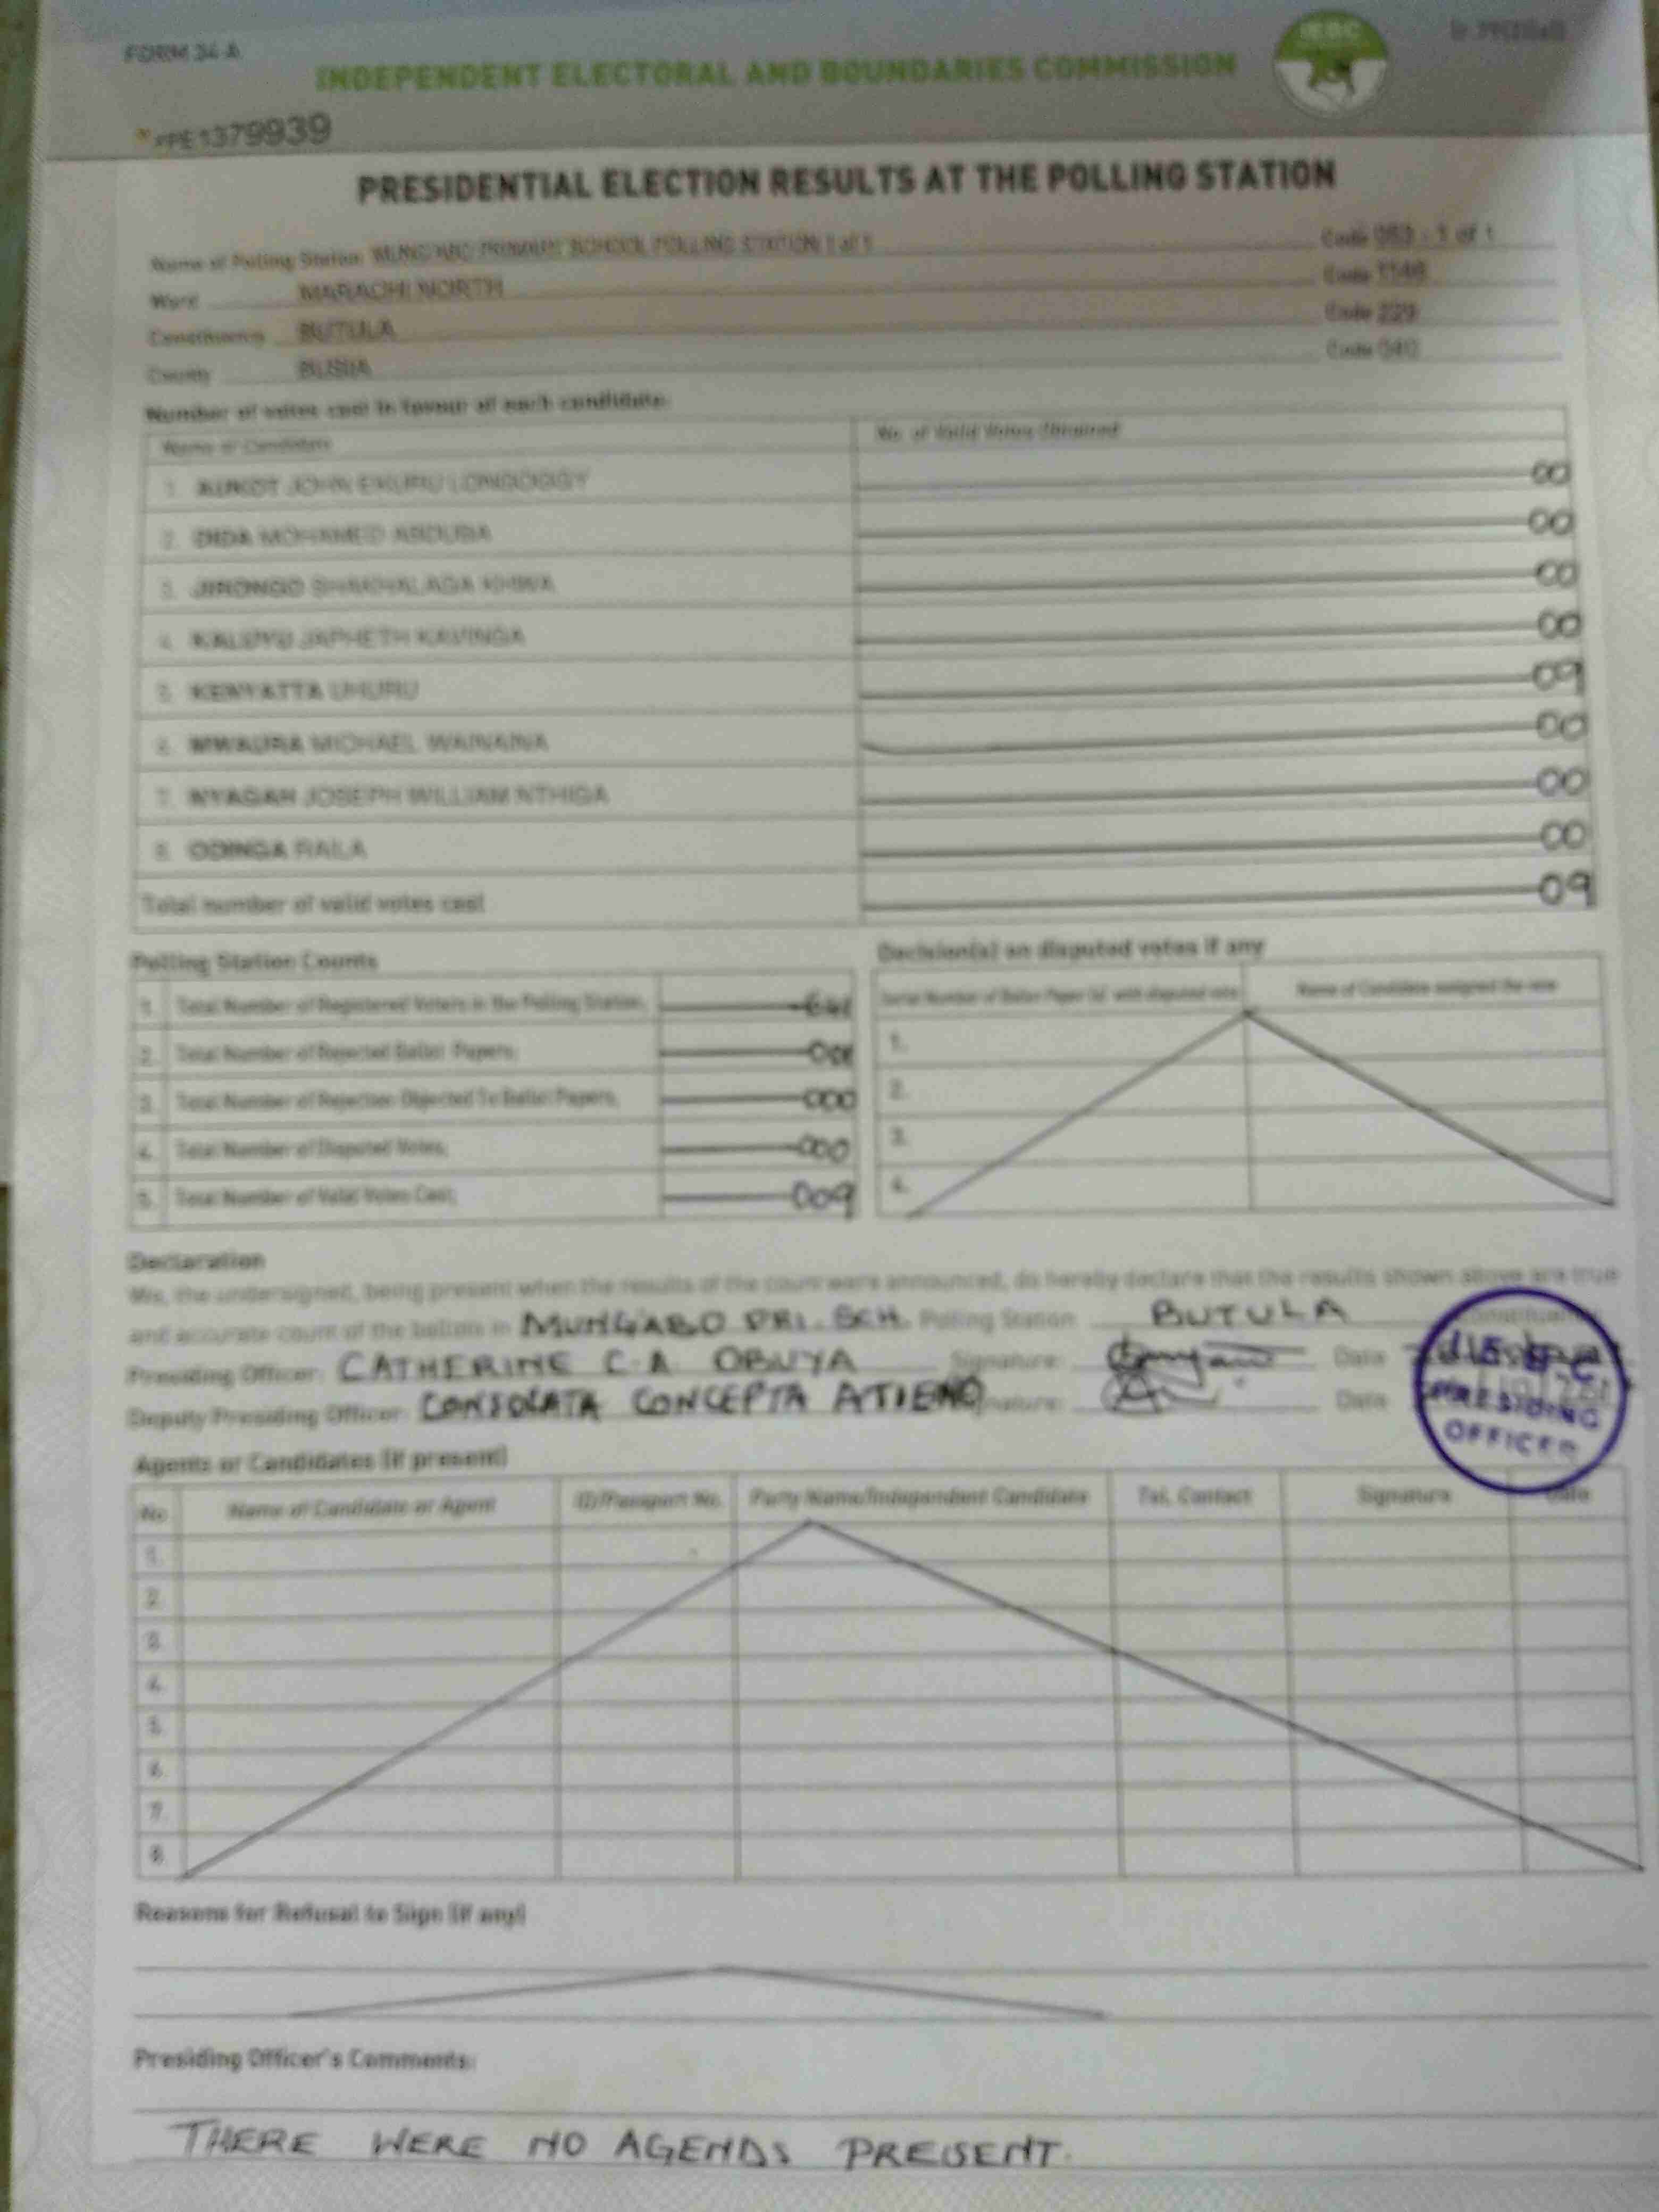 FORM 34 A
INDEPENDENT ELECTORAL AND BOUNDARIES COMMISSION
IEBC
PE1379939
PRESIDENTIAL ELECTION RESULTS AT THE POLLING STATION
Name of Polling Station PRIMARY SCHOOL POLLING STATION 1 of 1 Code 053 - 1 of 1
Ward MARACHI NORTH Code 1146
Constituency BUTULA Code 229
County BUSIA Code 040
Number of votes cast in favour of each candidate
Name of Candidate No. of Valid Votes Obtained
1. AUKOT JOHN EKURU LONGOGGY 00
2. DIDA MOHAMED ABDUBA 00
3. JIRONGO SHAKHALAGA KHWA 00
4. KALUYU JAPHETH KAVINGA 00
5. KENYATTA UHURU 09
6. MWAURA MICHAEL WAINAINA 00
7. NYAGAH JOSEPH WILLIAM NTHIGA 00
8. ODINGA RAILA 00
Total number of valid votes cast 09
Polling Station Counts
1. Total Number of Registered Voters in the Polling Station,
2. Total Number of Rejected Ballot Papers,
3. Total Number of Rejection Objected To Ballot Papers, 000
4. Total Number of Disputed Votes, 000
5. Total Number of Valid Votes Cast, 009
Decision(s) on disputed votes if any
Serial Number of Ballot Paper (s) with disputed vote Name of Candidate assigned the vote
1.
2.
3.
4.
Declaration
We, the undersigned, being present when the results of the count were announced, do hereby declare that the results shown above are true
and accurate count of the ballots in MUNGABO PRI. SCH. Polling Station BUTULA Constituency
Presiding Officer: CATHERINE C.A. OBUYA Signature: Date
Deputy Presiding Officer: CONSOLATA CONCEPTA ATIENO Signature: Date
I.E.B.C.
PRESIDING
OFFICER
Agents or Candidates (if present)
No. Name of Candidate or Agent ID/Passport No. Party Name/Independent Candidate Tel. Contact Signature Date
1.
2.
3.
4.
5.
6.
7.
8.
Reasons for Refusal to Sign (if any)
Presiding Officer's Comments:
THERE WERE NO AGENDS PRESENT.